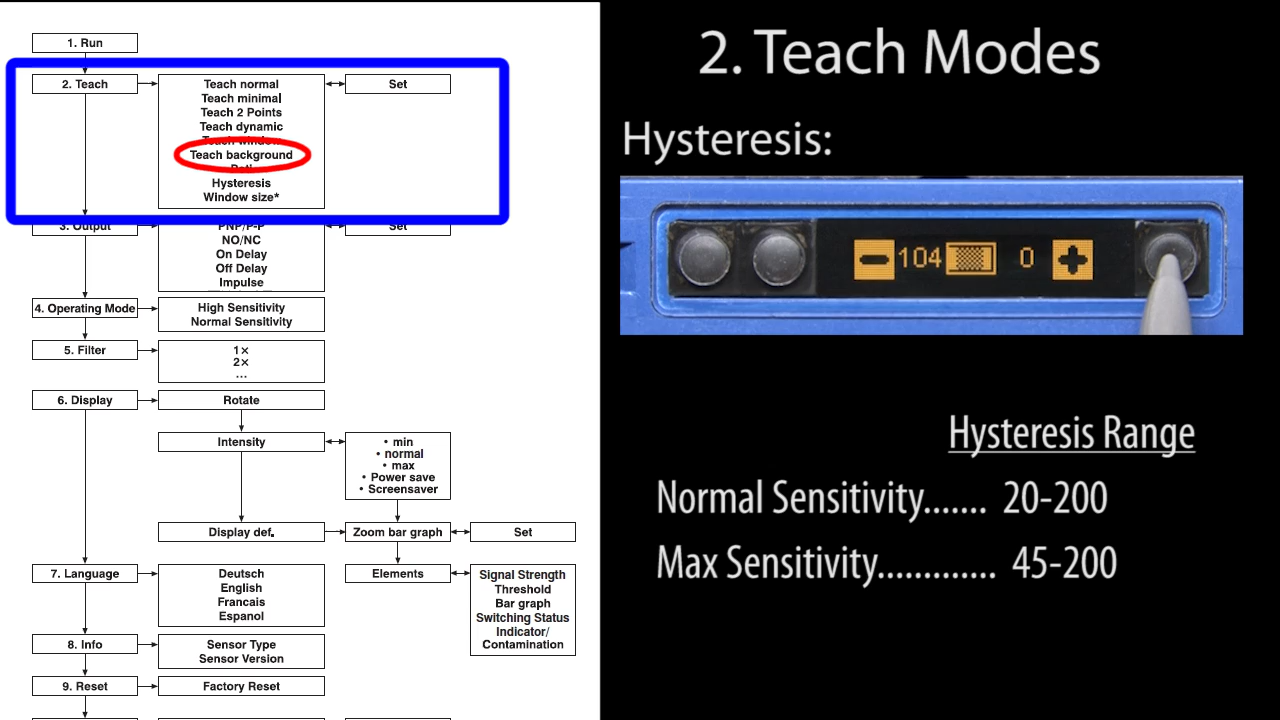 1. Run
2. Teach
Teach normal
Teach minimal
Teach 2 Points
Teach dynamic
Teach window
Teach background
Hysteresis
Window size*
Set
3. Output
PNP/P-P
NO/NC
On Delay
Off Delay
Impulse
Set
4. Operating Mode
High Sensitivity
Normal Sensitivity
5. Filter
1×
2×
...
6. Display
Rotate
Intensity
• min
• normal
• max
• Power save
• Screensaver
Display def.
Zoom bar graph
Set
7. Language
Deutsch
English
Francais
Espanol
Elements
Signal Strength
Threshold
Bar graph
Switching Status
Indicator/
Contamination
8. Info
Sensor Type
Sensor Version
9. Reset
Factory Reset
2. Teach Modes
Hysteresis:
− 104 0 +
Hysteresis Range
Normal Sensitivity....... 20-200
Max Sensitivity............. 45-200